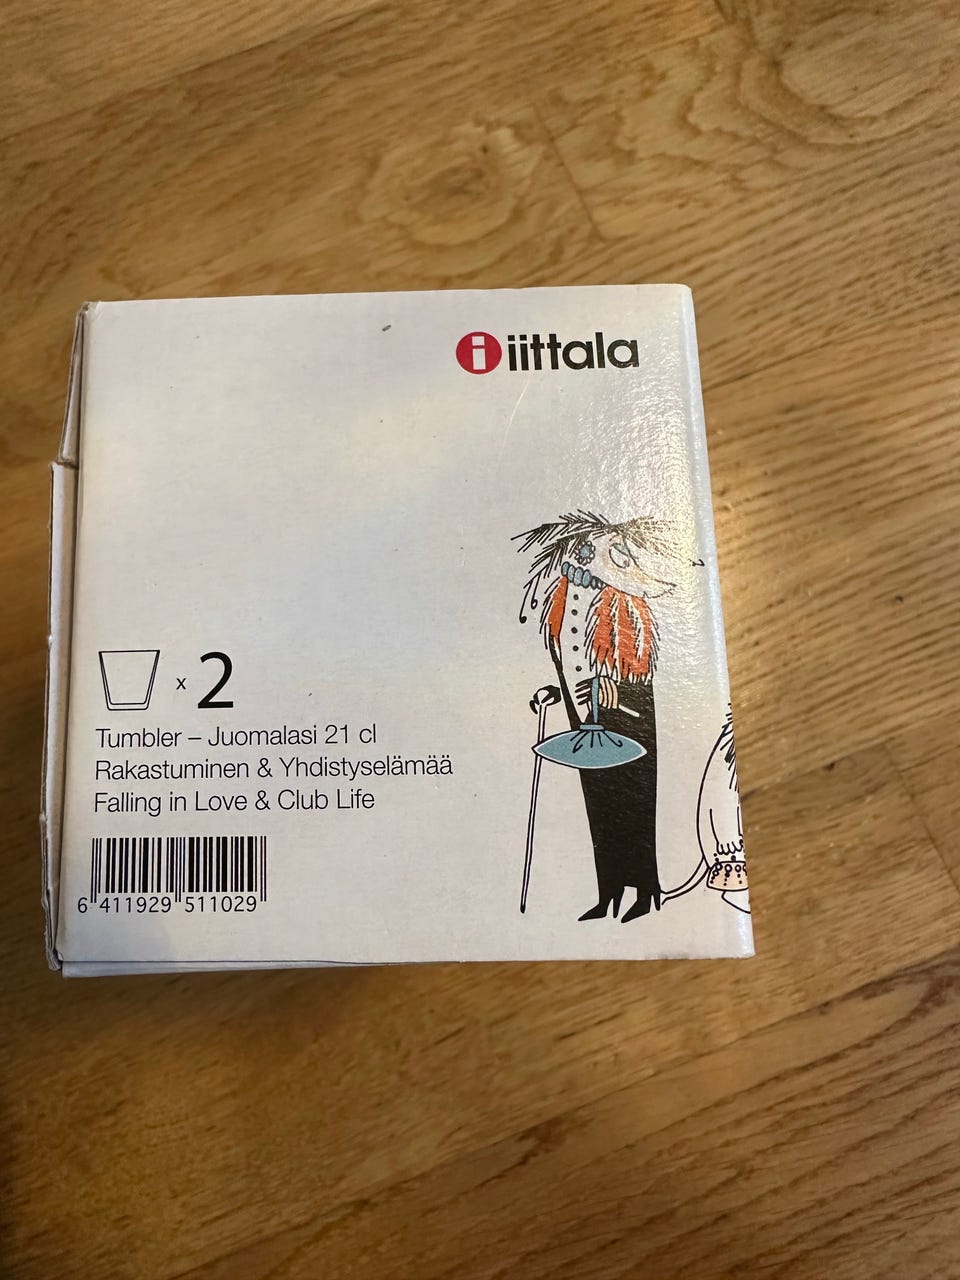 iittala
x 2
Tumbler – Juomalasi 21 cl
Rakastuminen & Yhdistyselämää
Falling in Love & Club Life
6 411929 511029